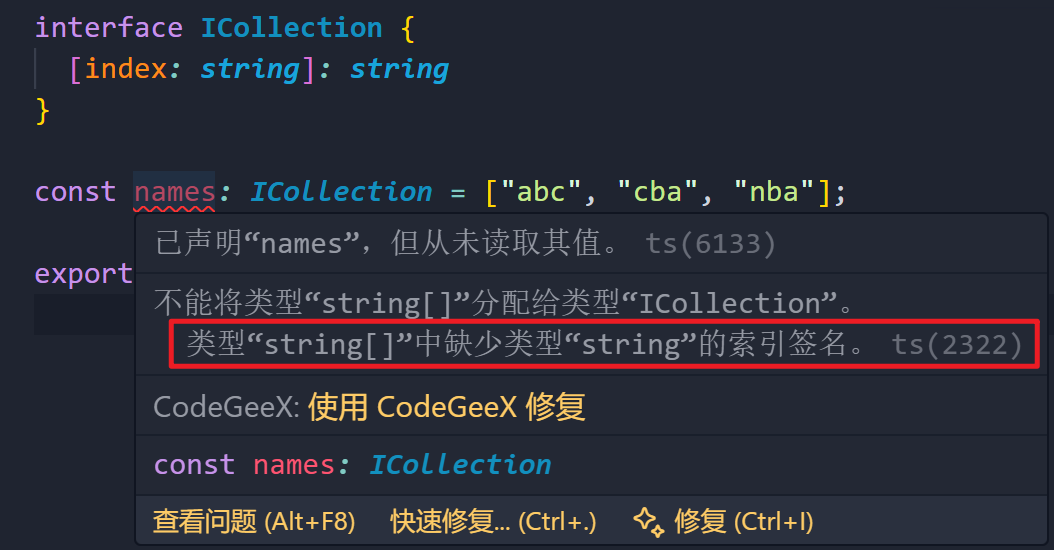 interface ICollection {
[index: string]: string
}
const names: ICollection = ["abc", "cba", "nba"];
已声明“names”，但从未读取其值。 ts(6133)
export
不能将类型“string[]”分配给类型“ICollection”。
类型“string[]”中缺少类型“string”的索引签名。 ts(2322)
CodeGeeX: 使用 CodeGeeX 修复
const names: ICollection
查看问题 (Alt+F8) 快速修复... (Ctrl+.) 修复 (Ctrl+I)